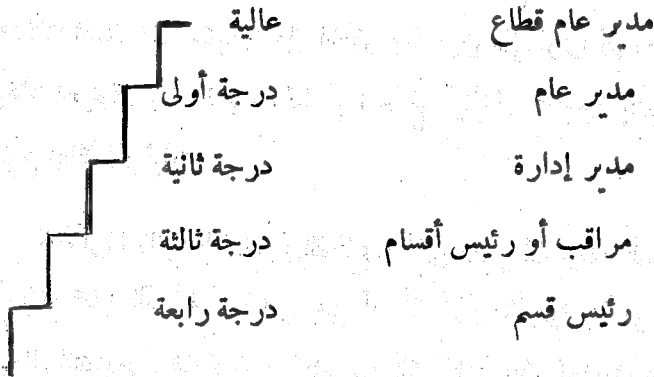 مدير عام قطاع عالية
مدير عام درجة أولى
مدير إدارة درجة ثانية
مراقب أو رئيس أقسام درجة ثالثة
رئيس قسم درجة رابعة